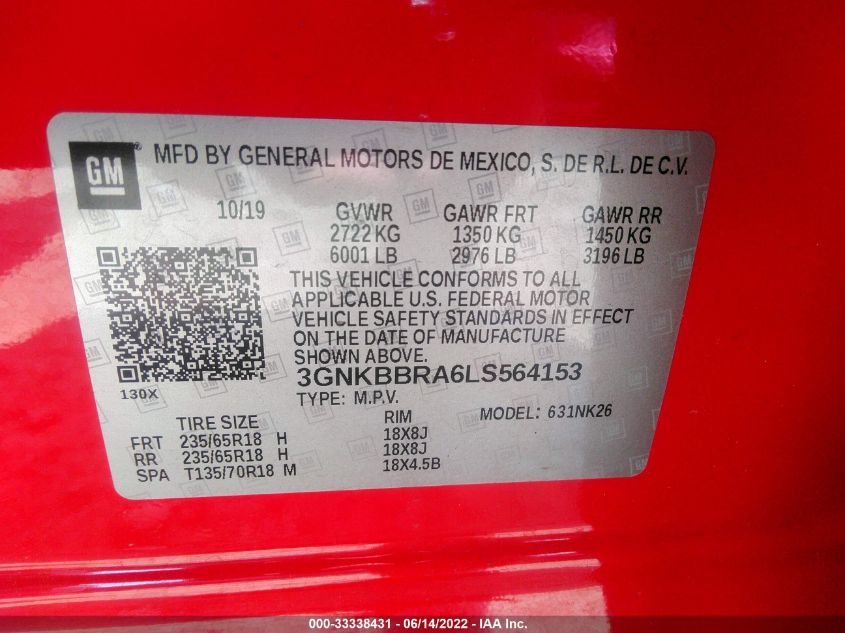 GM ® MFD BY GENERAL MOTORS DE MEXICO, S. DE R.L. DE C.V.
10/19 GVWR GAWR FRT GAWR RR
2722 KG 1350 KG 1450 KG
6001 LB 2976 LB 3196 LB
THIS VEHICLE CONFORMS TO ALL
APPLICABLE U.S. FEDERAL MOTOR
VEHICLE SAFETY STANDARDS IN EFFECT
ON THE DATE OF MANUFACTURE
SHOWN ABOVE.
130X
3GNKBBRA6LS564153
TYPE: M.P.V. MODEL: 631NK26
TIRE SIZE RIM
FRT 235/65R18 H 18X8J
RR 235/65R18 H 18X8J
SPA T135/70R18 M 18X4.5B
000-33338431 - 06/14/2022 - IAA Inc.